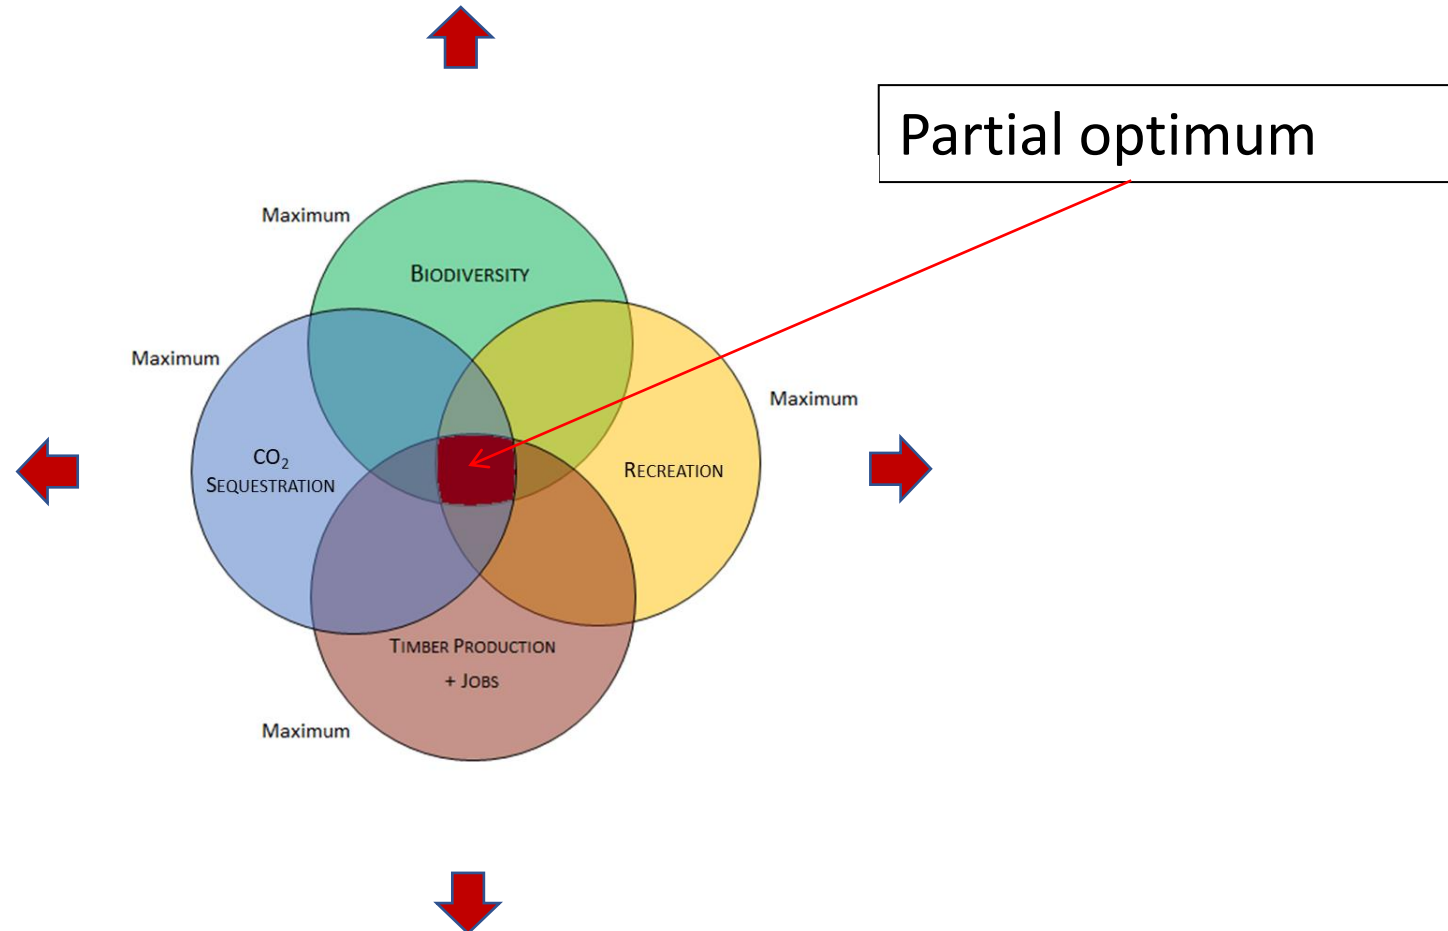 Partial optimum
Maximum
BIODIVERSITY
Maximum
Maximum
CO₂
SEQUESTRATION
RECREATION
TIMBER PRODUCTION
+ JOBS
Maximum